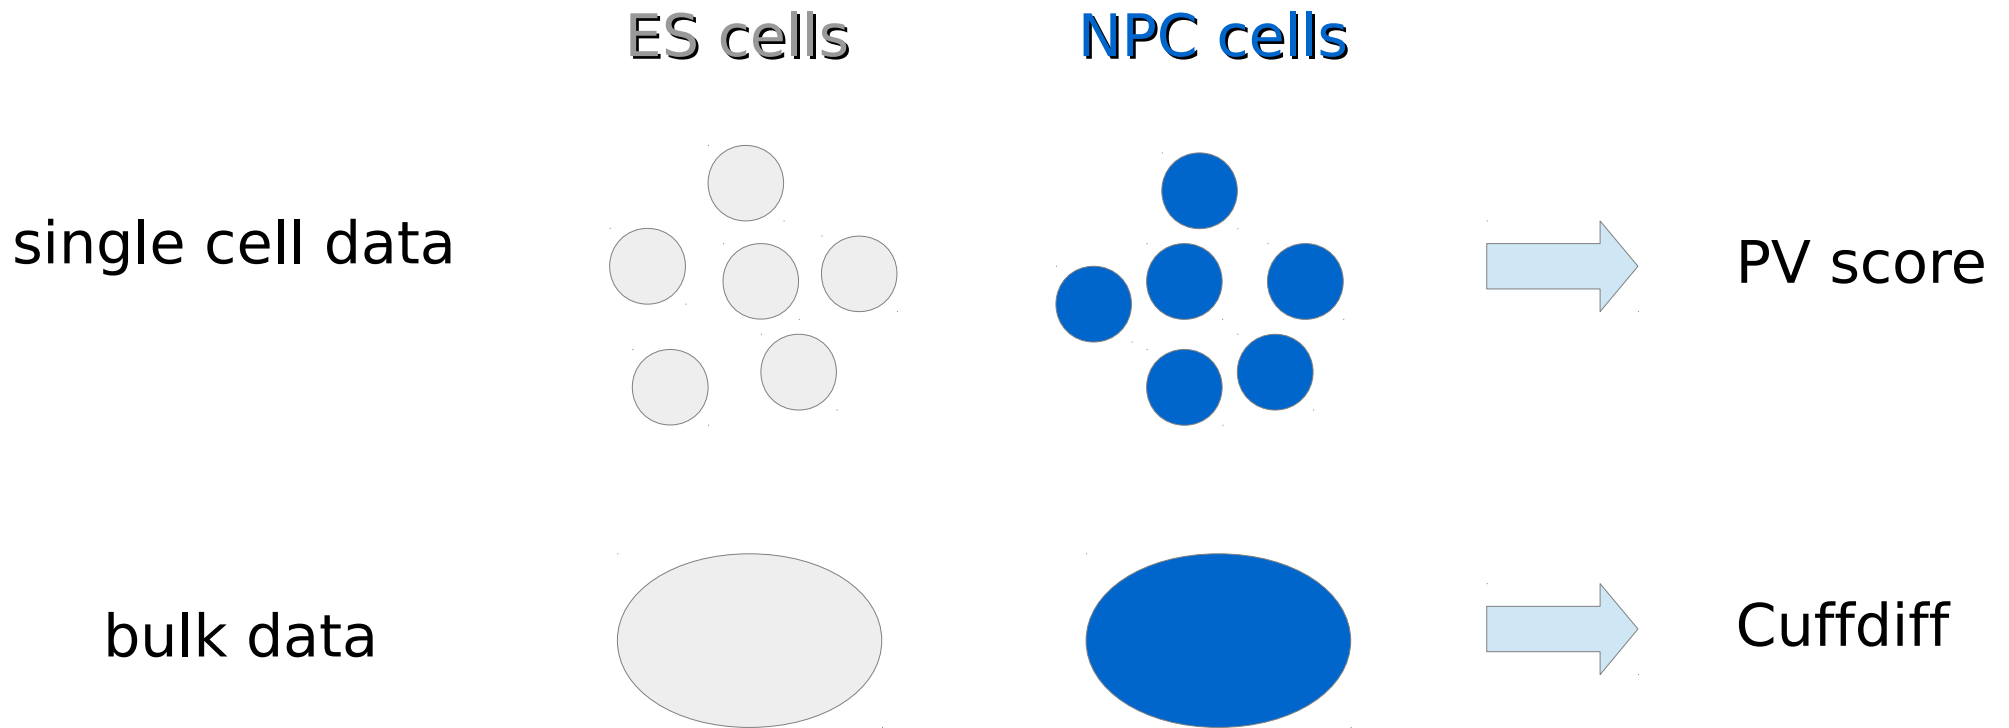 ES cells
NPC cells
single cell data
PV score
bulk data
Cuffdiff